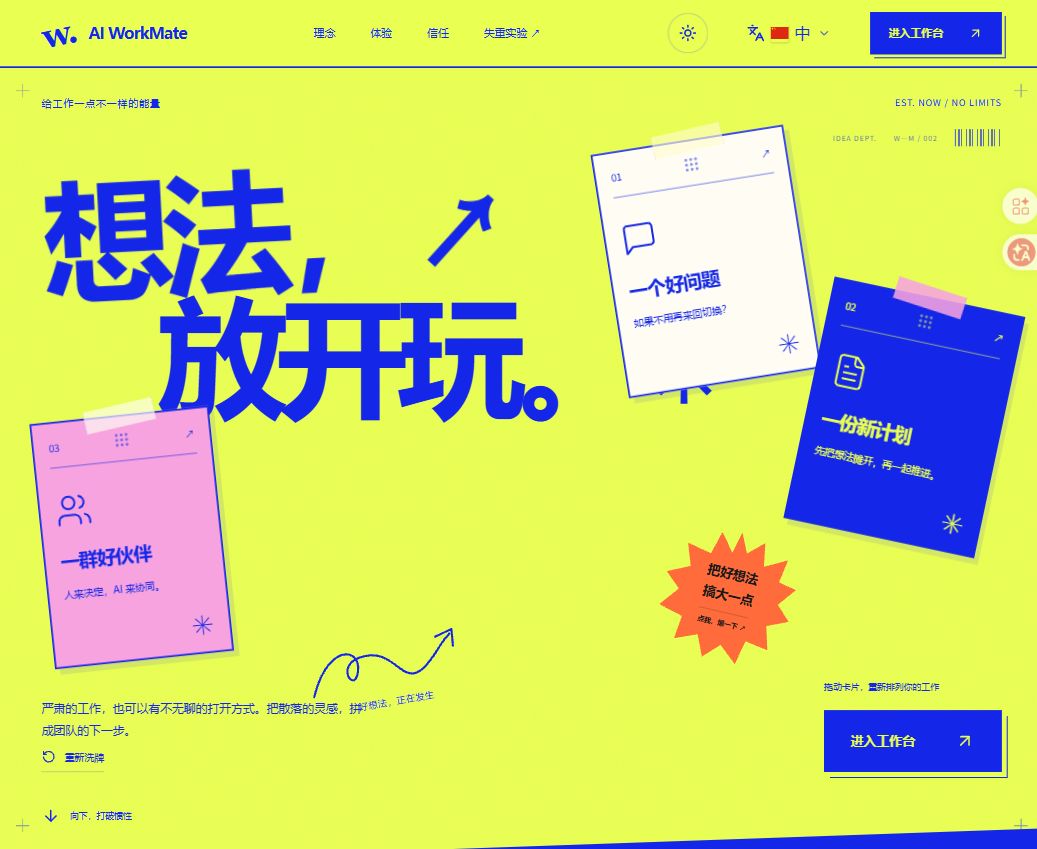 w. AI WorkMate
理念
体验
信任
失重实验 ↗
中
进入工作台
给工作一点不一样的能量
EST. NOW / NO LIMITS
IDEA DEPT.
W—M / 002
想法,
放开玩。
01
一个好问题
如果不用再来回切换?
02
一份新计划
先把想法摊开，再一起推进。
03
一群好伙伴
人来决定，AI 来协同。
把好想法
搞大一点
点我，蹦一下 ↗
好想法，正在发生
严肃的工作，也可以有不无聊的打开方式。把散落的灵感，拼
成团队的下一步。
重新洗牌
拖动卡片，重新排列你的工作
进入工作台
向下，打破惯性